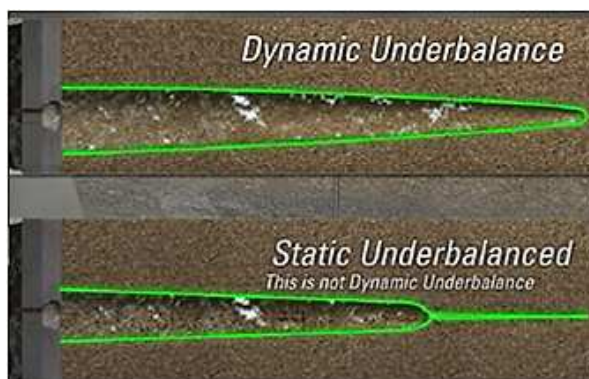 Dynamic Underbalance
Static Underbalanced
This is not Dynamic Underbalance